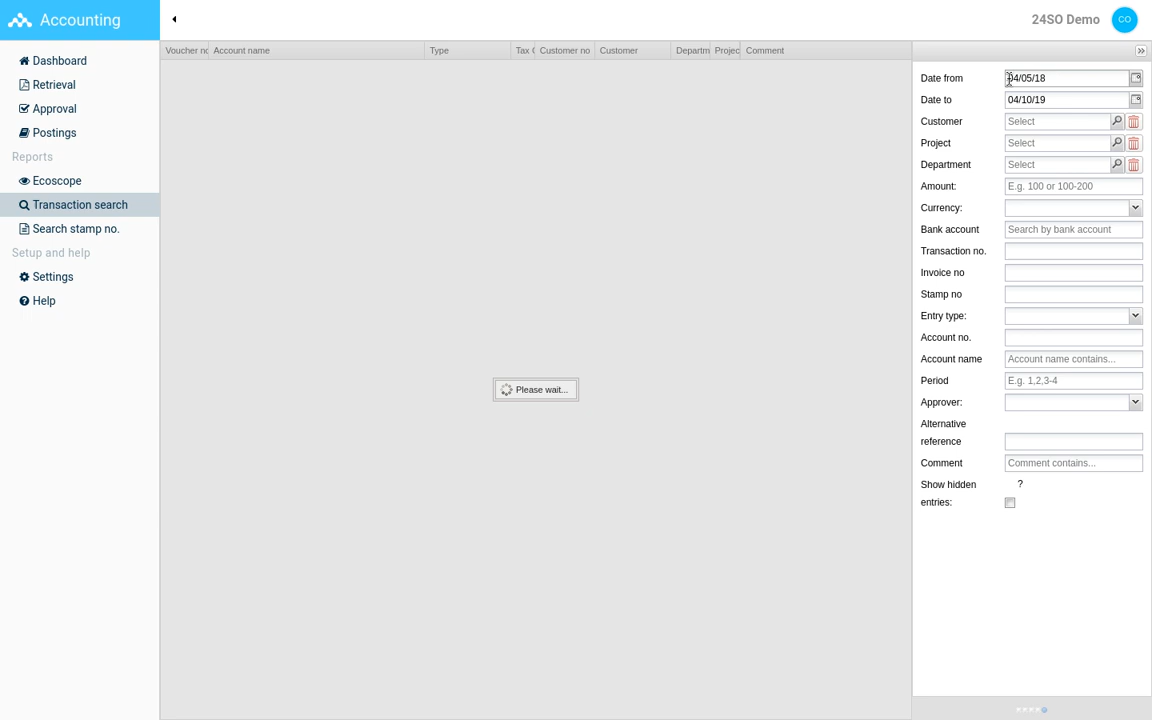 Accounting
24SO Demo
CO
Dashboard
Retrieval
Approval
Postings
Reports
Ecoscope
Transaction search
Search stamp no.
Setup and help
Settings
Help
Voucher no Account name Type Tax C Customer no Customer Departm Projec Comment
Please wait...
Date from 04/05/18
Date to 04/10/19
Customer Select
Project Select
Department Select
Amount: E.g. 100 or 100-200
Currency:
Bank account Search by bank account
Transaction no.
Invoice no
Stamp no
Entry type:
Account no.
Account name Account name contains...
Period E.g. 1,2,3-4
Approver:
Alternative
reference
Comment Comment contains...
Show hidden ?
entries: